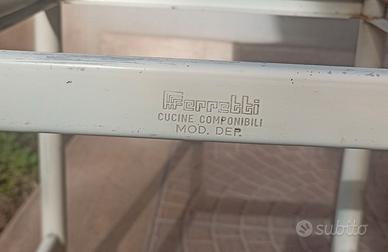 Ferretti
CUCINE COMPONIBILI
MOD. DEP.
subito